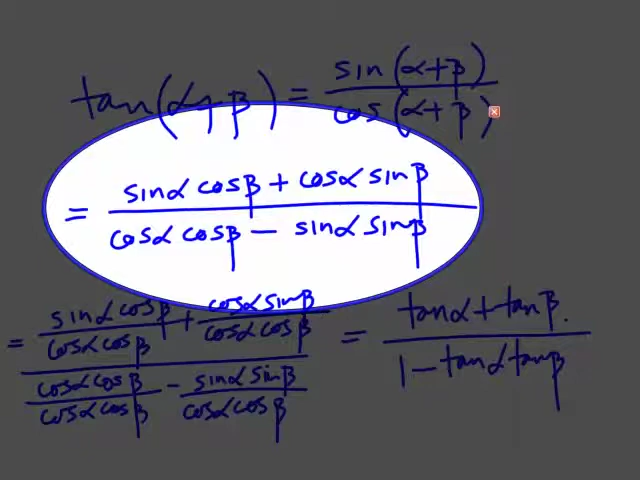 tan(α+β) = sin(α+β) / cos(α+β)
= sinα cosβ + cosα sinβ / cosα cosβ − sinα sinβ
= sinα cosβ / cosα cosβ + cosα sinβ / cosα cosβ / cosα cosβ / cosα cosβ − sinα sinβ / cosα cosβ = tanα + tanβ. / 1 − tanα tanβ